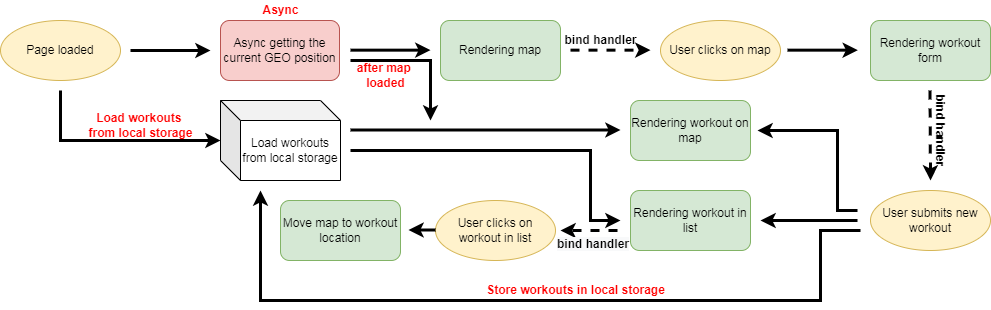 Async
Page loaded
Async getting the
current GEO position
Rendering map
bind handler
User clicks on map
Rendering workout
form
after map
loaded
Load workouts
from local storage
bind handler
Load workouts
from local storage
Rendering workout on
map
Move map to workout
location
User clicks on
workout in list
bind handler
Rendering workout in
list
User submits new
workout
Store workouts in local storage